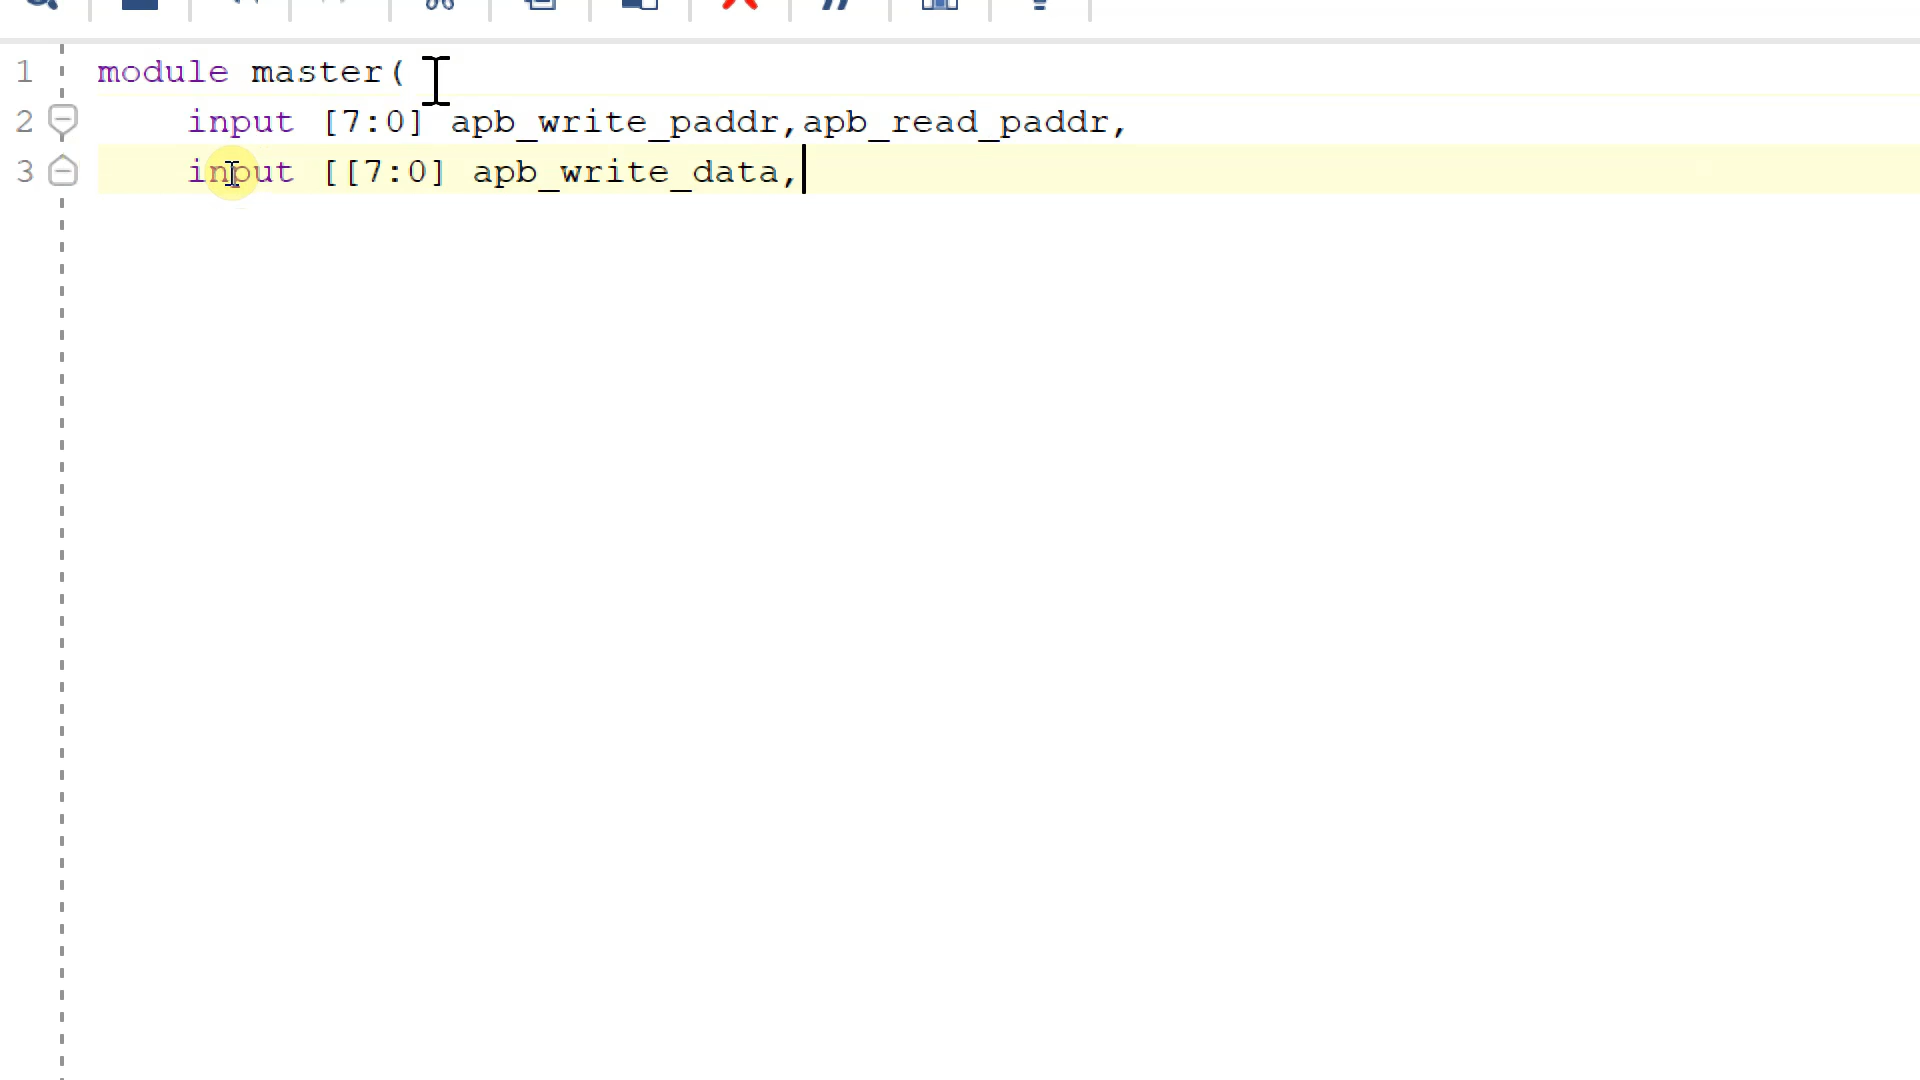 1 module master(
2 input [7:0] apb_write_paddr,apb_read_paddr,
3 input [[7:0] apb_write_data,